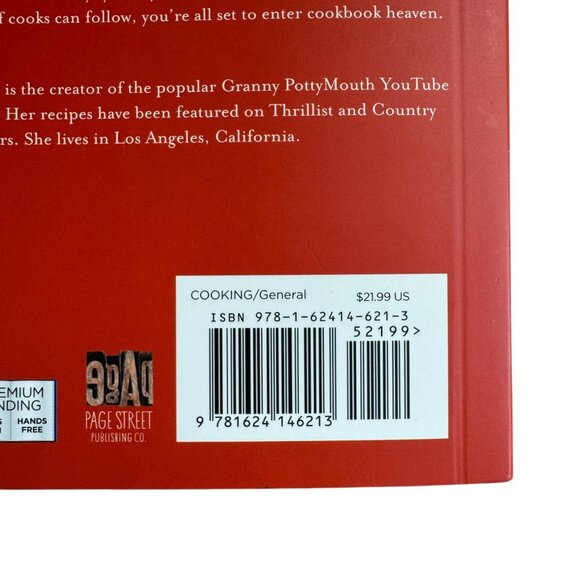 f cooks can follow, you're all set to enter cookbook heaven.
is the creator of the popular Granny PottyMouth YouTube
Her recipes have been featured on Thrillist and Country
rs. She lives in Los Angeles, California.
COOKING/General $21.99 US
ISBN 978-1-62414-621-3
52199>
9 781624 146213
EMIUM
NDING
HANDS
FREE
PAGE STREET
PUBLISHING CO.